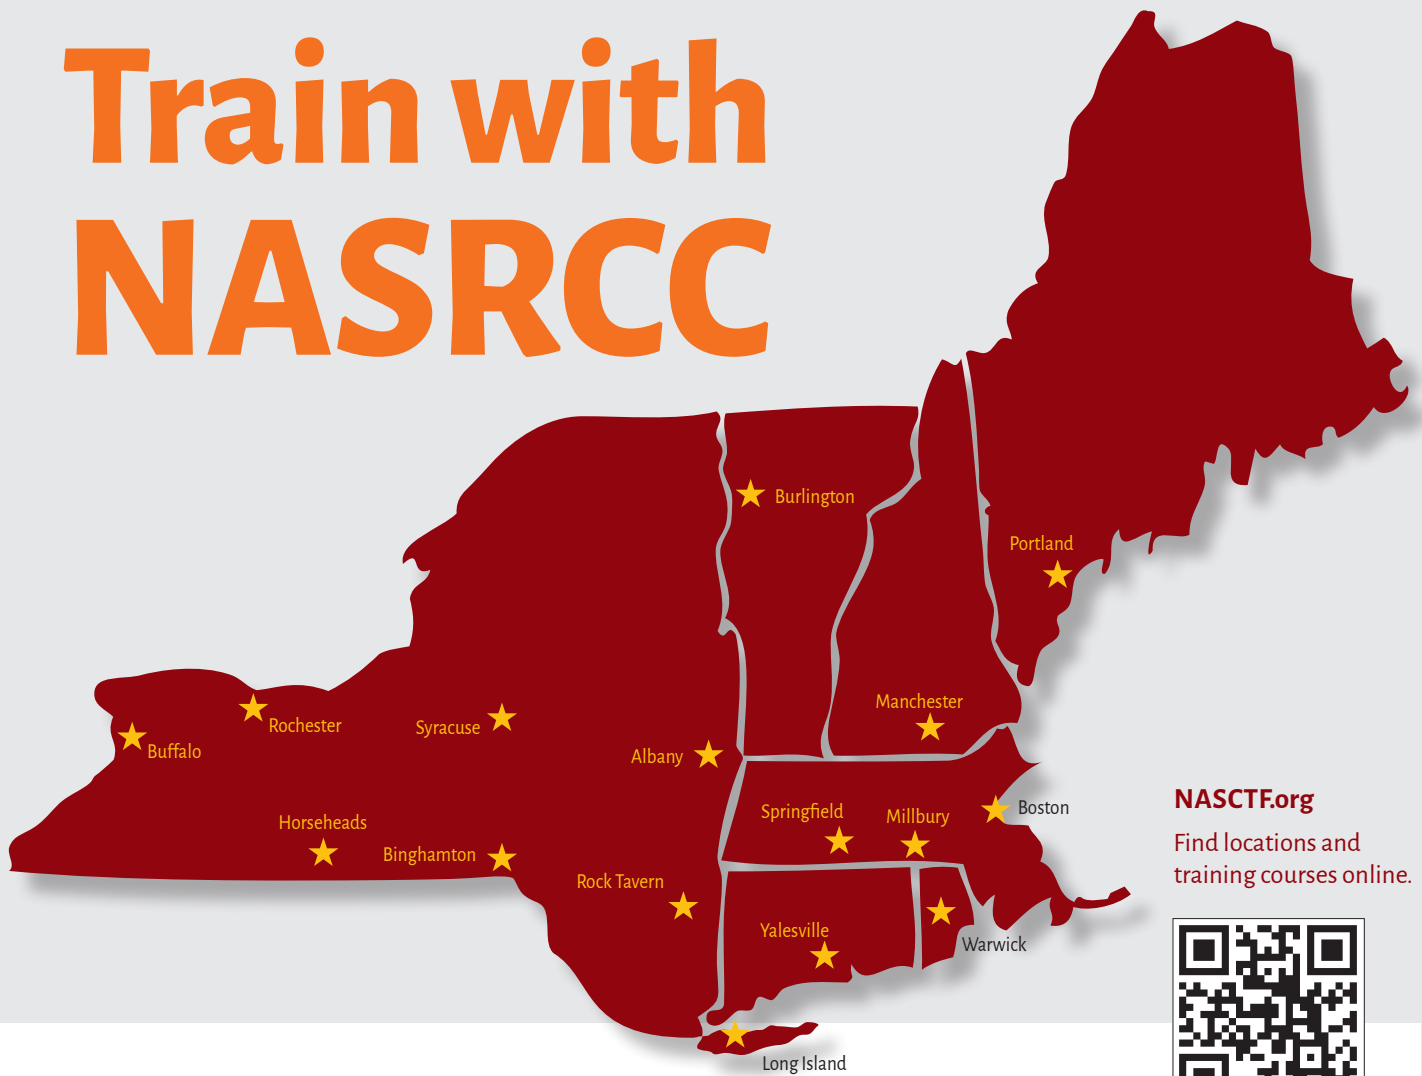 Train with
NASRCC
Burlington
Portland
Manchester
Rochester
Syracuse
Buffalo
Albany
NASCTF.org
Springfield
Millbury
Boston
Horseheads
Find locations and
Binghamton
training courses online.
Rock Tavern
Yalesville
Warwick
Long Island